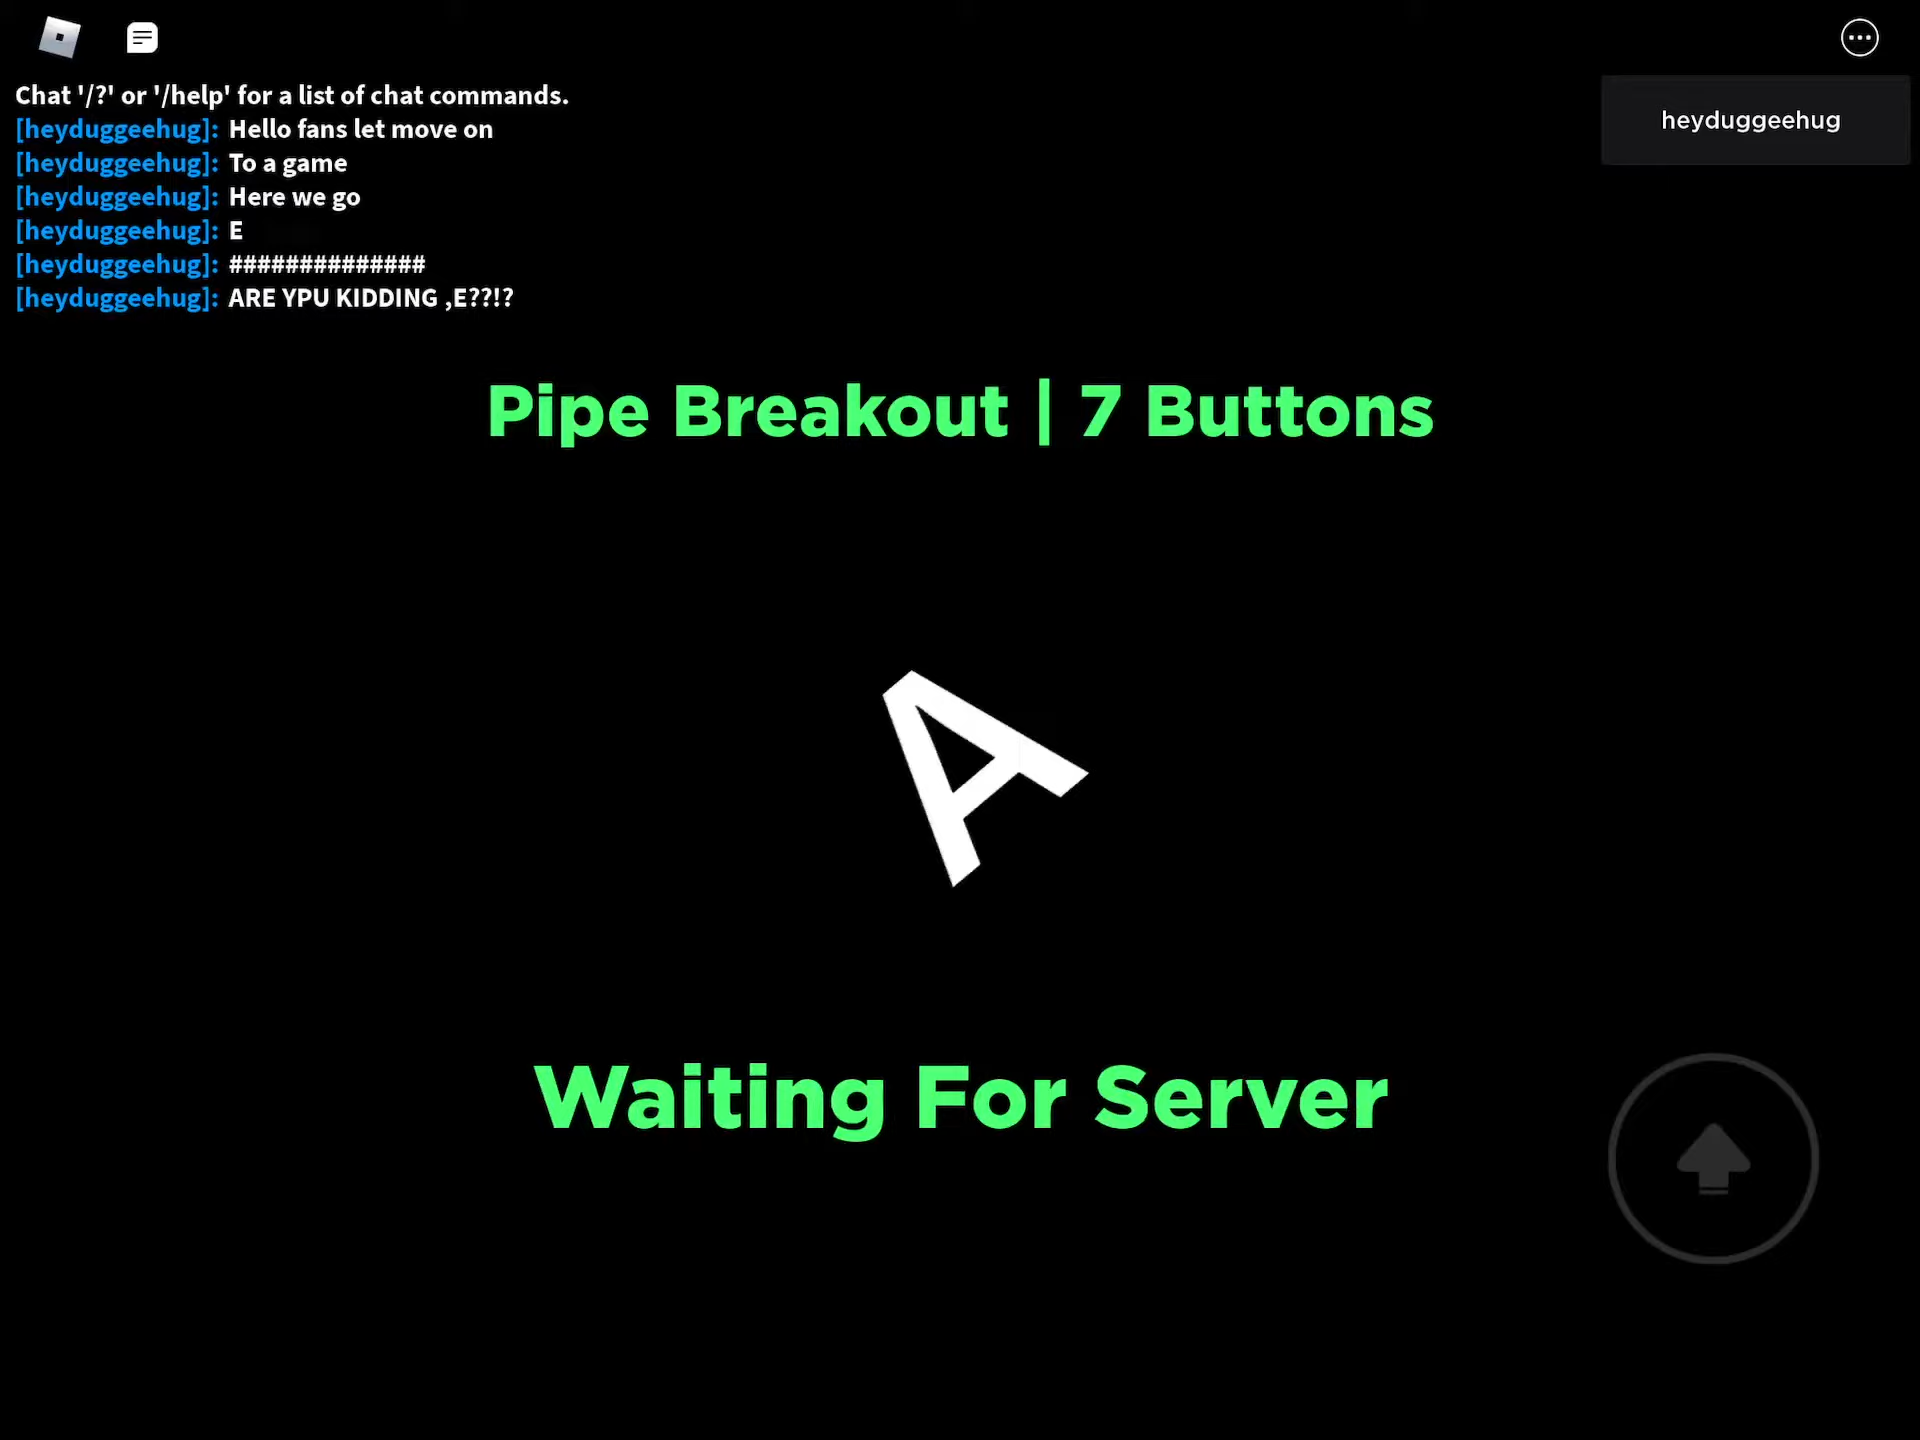 Chat '/?' or '/help' for a list of chat commands.
[heyduggeehug]: Hello fans let move on
[heyduggeehug]: To a game
[heyduggeehug]: Here we go
[heyduggeehug]: E
[heyduggeehug]: ##############
[heyduggeehug]: ARE YPU KIDDING ,E??!?
heyduggeehug
Pipe Breakout | 7 Buttons
A
Waiting For Server